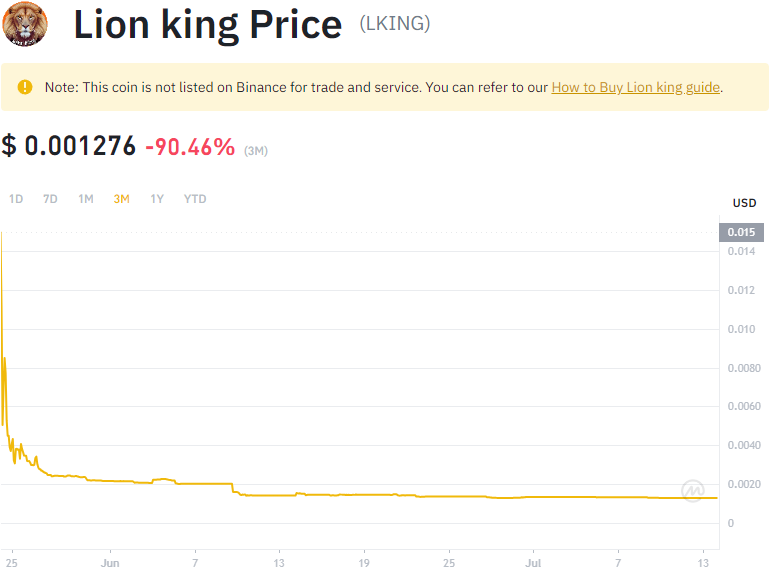 Lion king Price (LKING)
Note: This coin is not listed on Binance for trade and service. You can refer to our How to Buy Lion king guide.
$ 0.001276 -90.46% (3M)
1D 7D 1M 3M 1Y YTD
USD
0.015
0.014
0.012
0.010
0.0080
0.0060
0.0040
0.0020
0
25 Jun 7 13 19 25 Jul 7 13